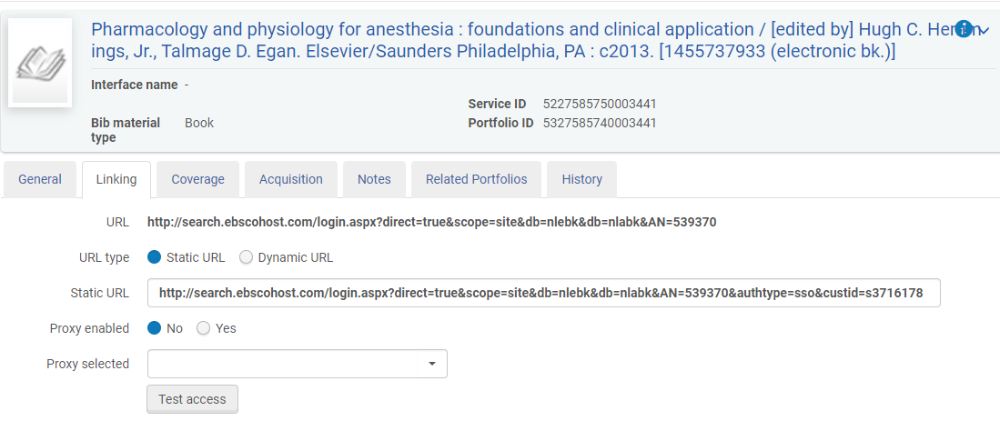 Pharmacology and physiology for anesthesia : foundations and clinical application / [edited by] Hugh C. Hem
ings, Jr., Talmage D. Egan. Elsevier/Saunders Philadelphia, PA : c2013. [1455737933 (electronic bk.)]
Interface name -
Service ID 5227585750003441
Bib material type Book
Portfolio ID 5327585740003441
General Linking Coverage Acquisition Notes Related Portfolios History
URL http://search.ebscohost.com/login.aspx?direct=true&scope=site&db=nlebk&db=nlabk&AN=539370
URL type Static URL Dynamic URL
Static URL http://search.ebscohost.com/login.aspx?direct=true&scope=site&db=nlebk&db=nlabk&AN=539370&authtype=sso&custid=s3716178
Proxy enabled No Yes
Proxy selected
Test access